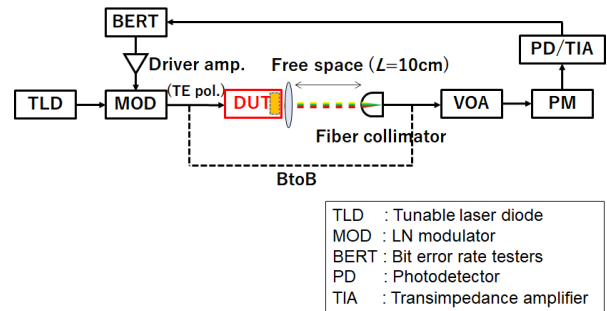 BERT
Driver amp.
Free space (L=10cm)
PD/TIA
(TE pol.)
TLD
MOD
DUT
VOA
PM
Fiber collimator
BtoB
TLD : Tunable laser diode
MOD : LN modulator
BERT : Bit error rate testers
PD : Photodetector
TIA : Transimpedance amplifier